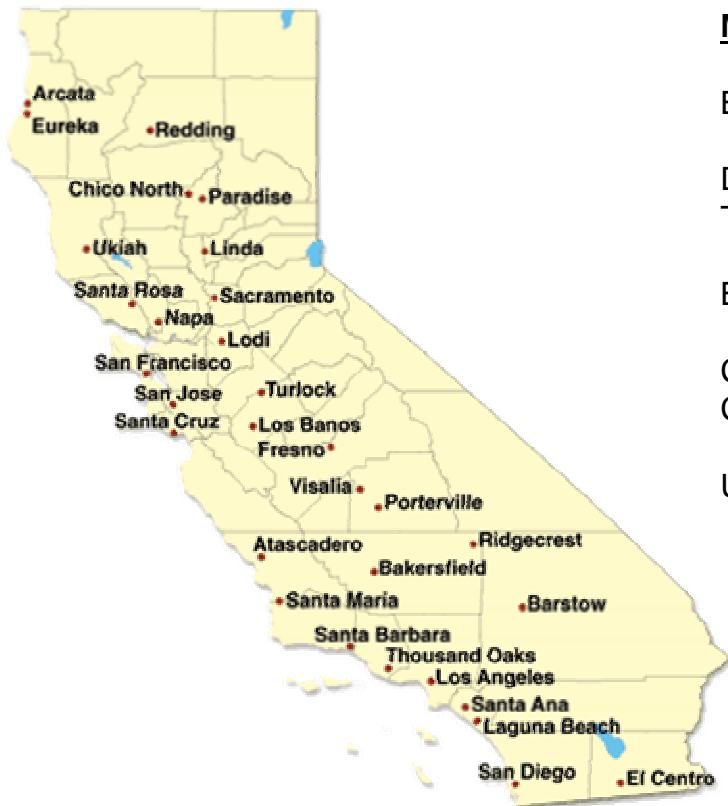 Arcata
Eureka
Redding
Chico North
Paradise
Ukiah
Linda
Santa Rosa
Sacramento
Napa
Lodi
San Francisco
Turlock
San Jose
Santa Cruz
Los Banos
Fresno
Visalia
Porterville
Ridgecrest
Atascadero
Bakersfield
Santa Maria
Barstow
Santa Barbara
Thousand Oaks
Los Angeles
Santa Ana
Laguna Beach
San Diego
El Centro